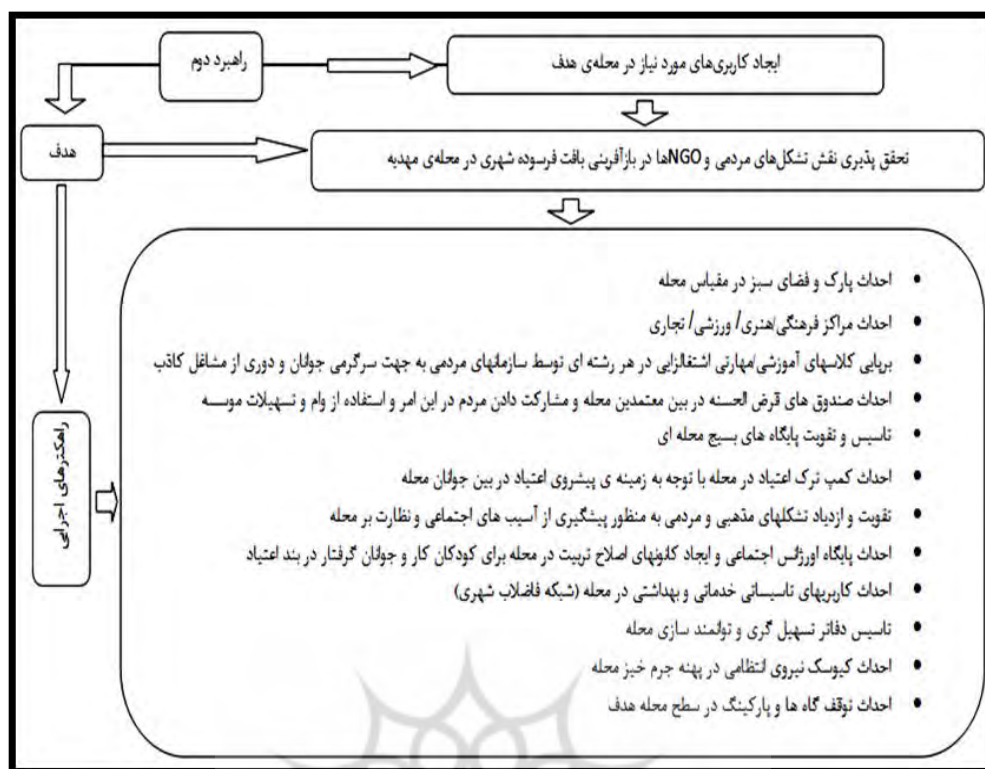 راهبرد دوم
ایجاد کاربری‌های مورد نیاز در محله‌ی هدف
هدف
تحقق پذیری نقش تشکل‌های مردمی و NGOها در بازآفرینی بافت فرسوده شهری در محله‌ی مهدیه
راهکترهای اجرایی
• احداث پارک و فضای سبز در مقیاس محله
• احداث مراکز فرهنگی/هنری/ ورزشی/ تجاری
• برپایی کلاسهای آموزشی/مهارتی اشتغالزایی در هر رشته ای توسط سازمانهای مردمی به جهت سرگرمی جوانان و دوری از مشاغل کاذب
• احداث صندوق های قرض الحسنه در بین معتمدین محله و مشارکت دادن مردم در این امر و استفاده از وام و تسهیلات موسسه
• تاسیس و تقویت پایگاه های بسیج محله ای
• احداث کمپ ترک اعتیاد در محله با توجه به زمینه ی پیشروی اعتیاد در بین جوانان محله
• تقویت و ازدیاد تشکلهای مذهبی و مردمی به منظور پیشگیری از آسیب های اجتماعی و نظارت بر محله
• احداث پایگاه اورژانس اجتماعی و ایجاد کانونهای اصلاح تربیت در محله برای کودکان کار و جوانان گرفتار در بند اعتیاد
• احداث کاربریهای تاسیساتی خدماتی و بهداشتی در محله (شبکه فاضلاب شهری)
• تاسیس دفاتر تسهیل گری و توانمند سازی محله
• احداث کیوسک نیروی انتظامی در پهنه جرم خیز محله
• احداث توقف گاه ها و پارکینگ در سطح محله هدف